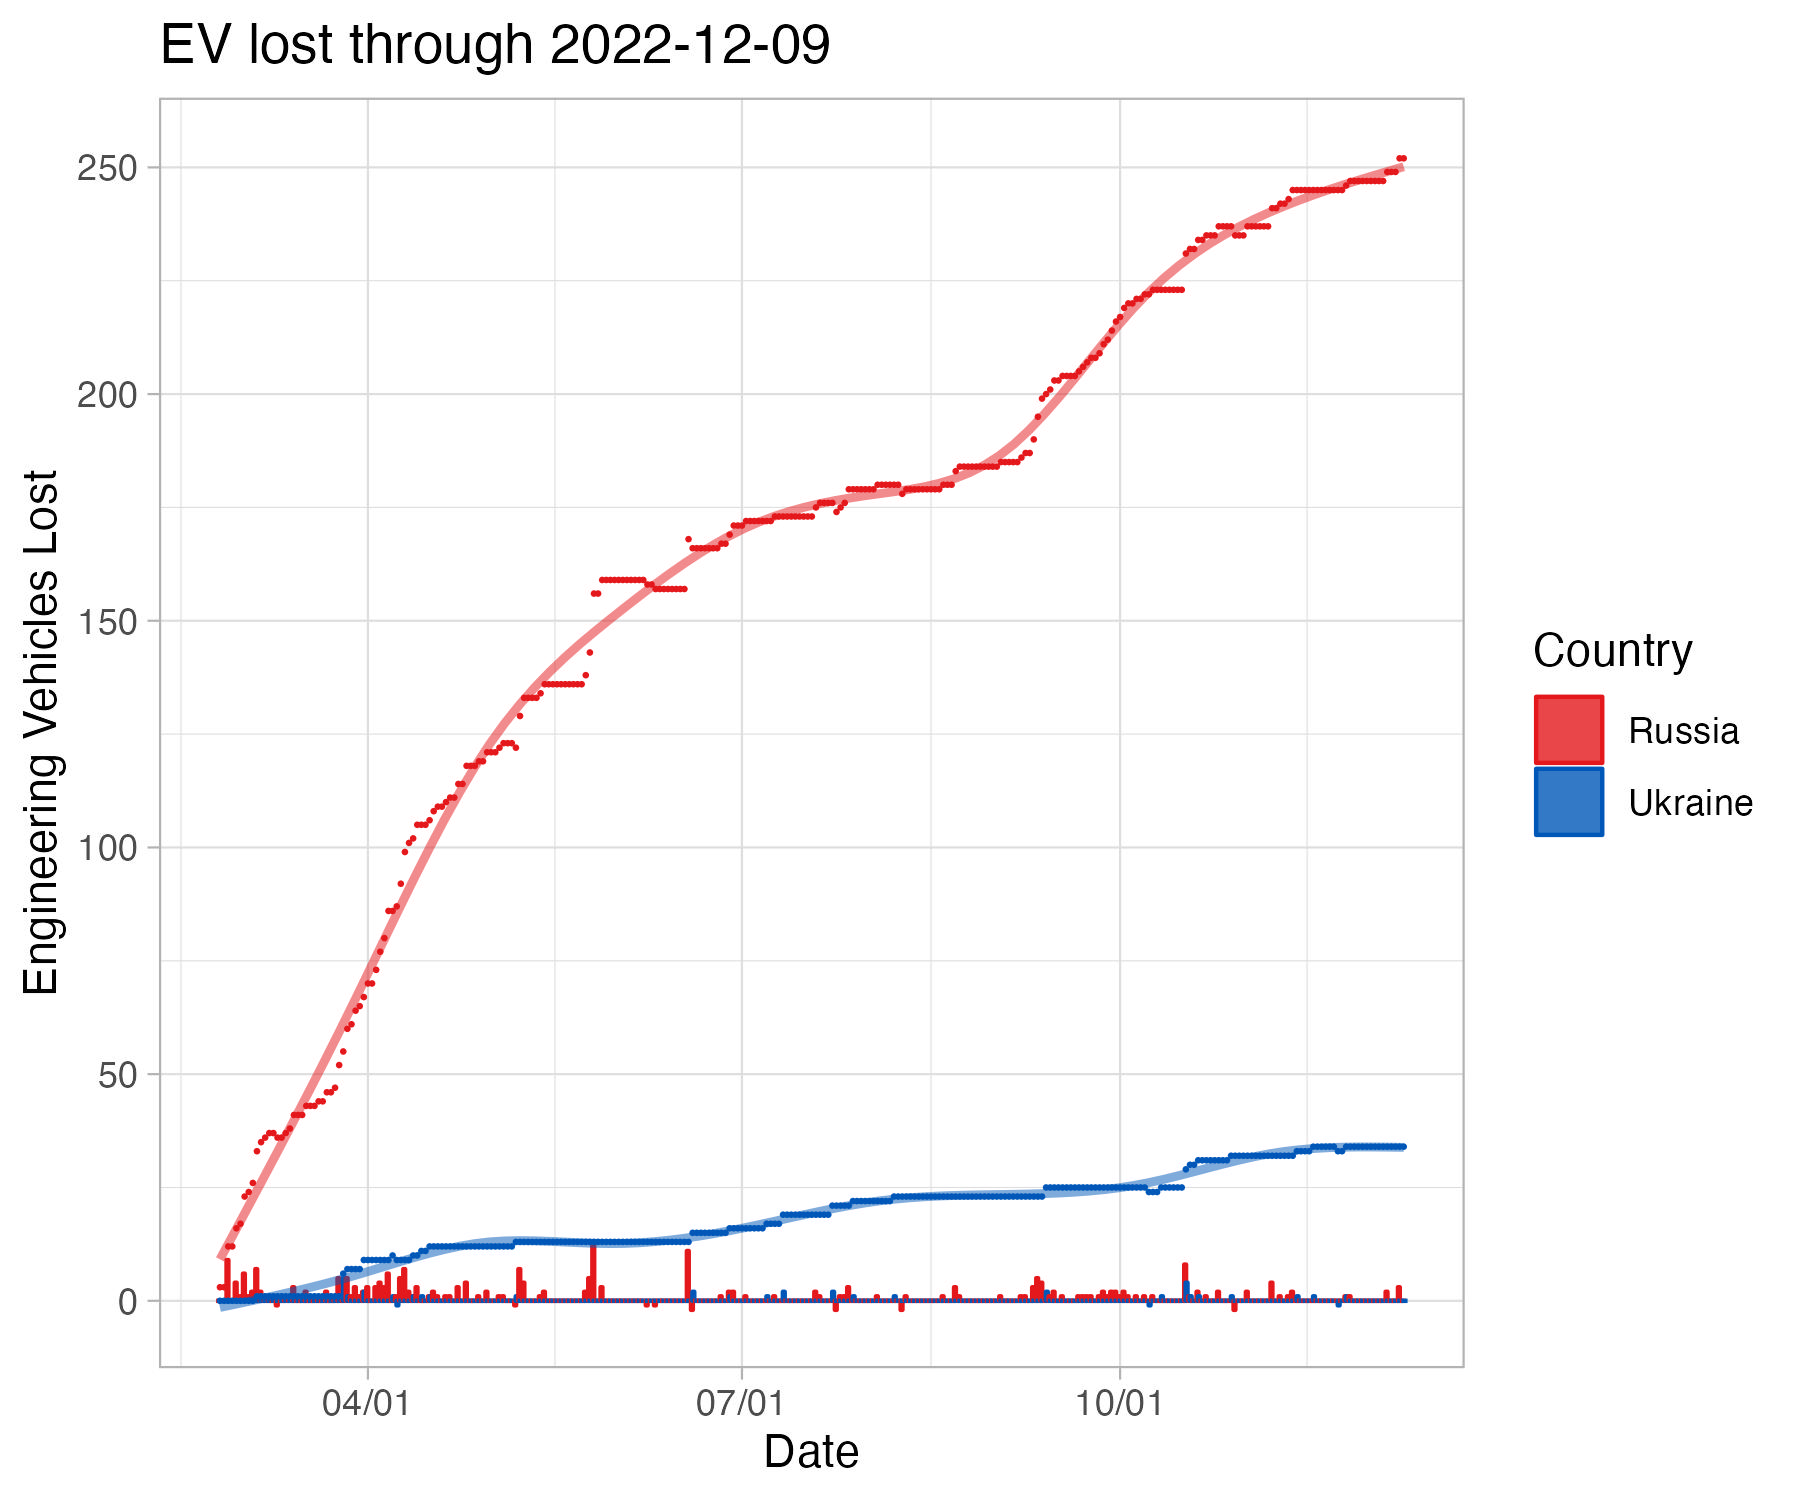 EV lost through 2022-12-09
Engineering Vehicles Lost
250
200
150
100
50
0
04/01
07/01
10/01
Date
Country
Russia
Ukraine